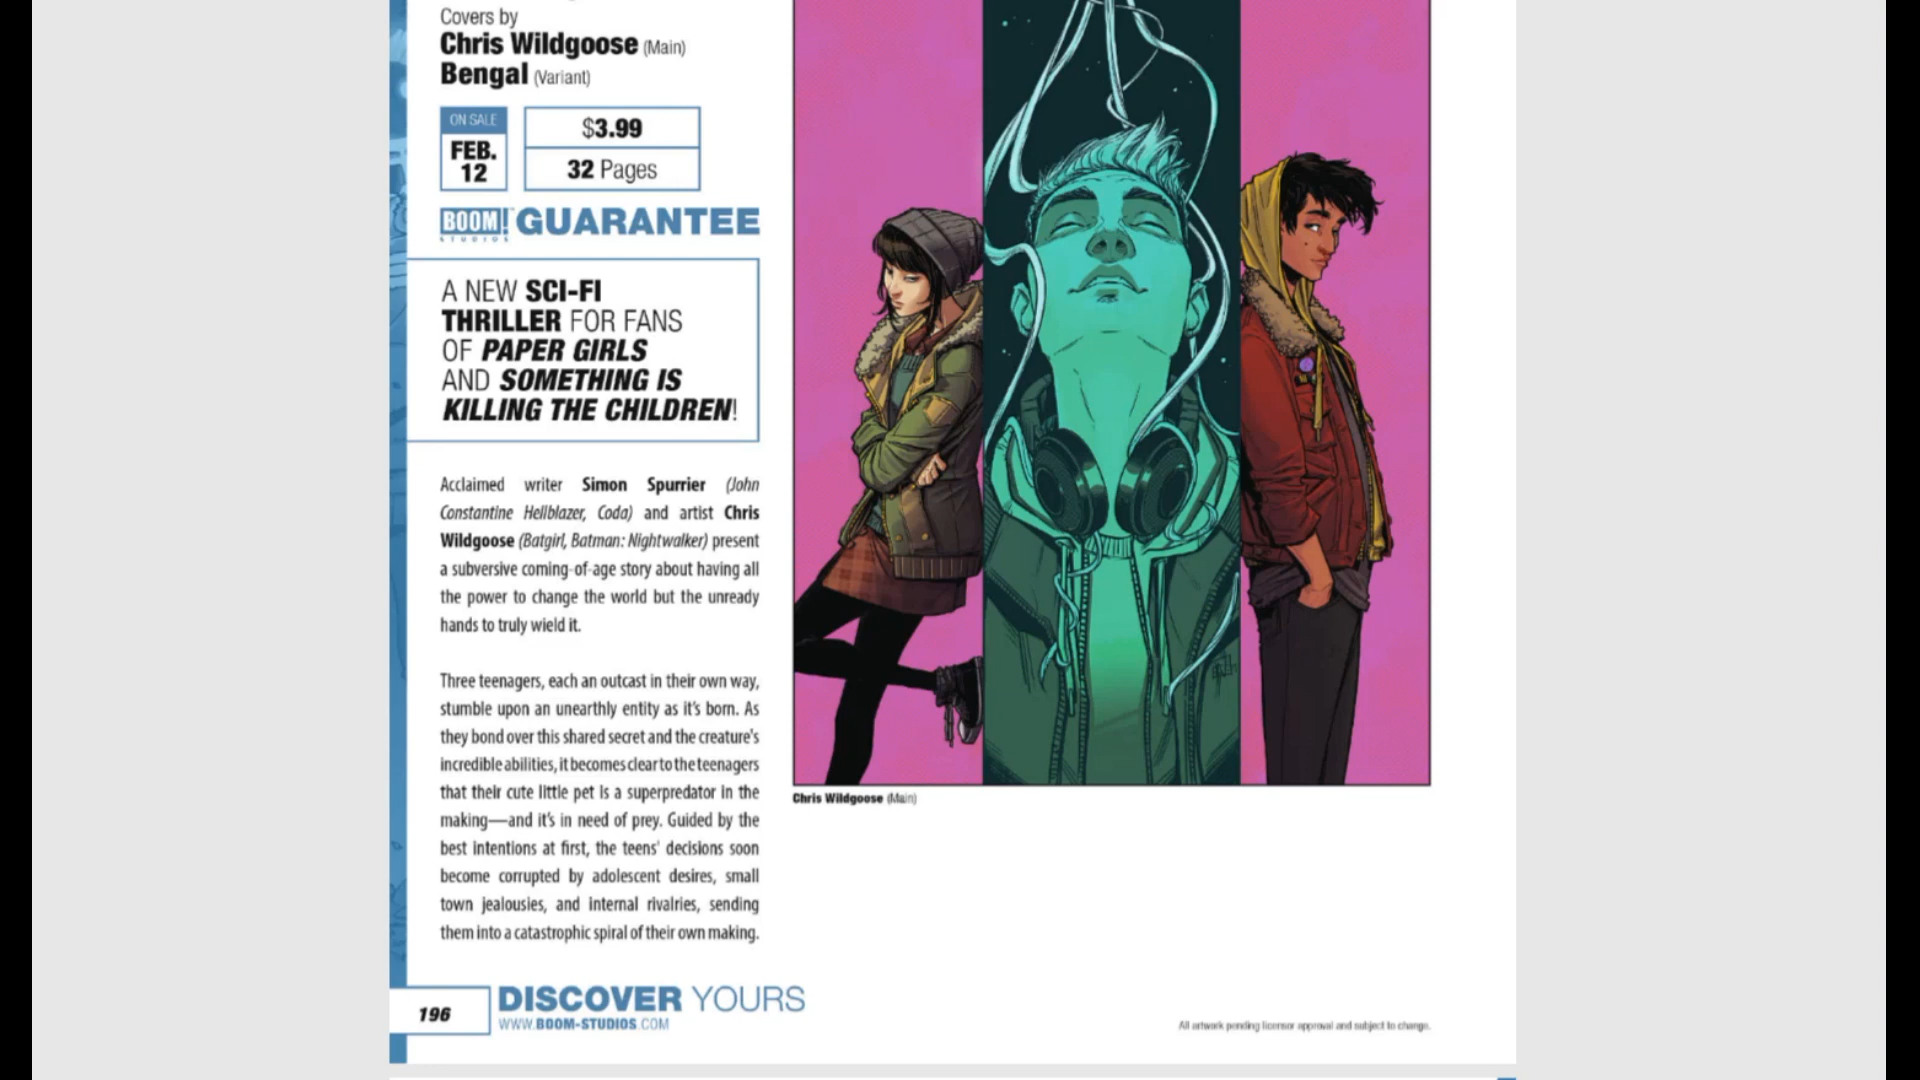 Covers by
Chris Wildgoose (Main)
Bengal (Variant)
ON SALE
FEB.
12
$3.99
32 Pages
BOOM! GUARANTEE
STUDIOS
A NEW SCI-FI
THRILLER FOR FANS
OF PAPER GIRLS
AND SOMETHING IS
KILLING THE CHILDREN!
Acclaimed writer Simon Spurrier (John
Constantine Hellblazer, Coda) and artist Chris
Wildgoose (Batgirl, Batman: Nightwalker) present
a subversive coming-of-age story about having all
the power to change the world but the unready
hands to truly wield it.
Three teenagers, each an outcast in their own way,
stumble upon an unearthly entity as it's born. As
they bond over this shared secret and the creature's
incredible abilities, it becomes clear to the teenagers
that their cute little pet is a superpredator in the
making—and it's in need of prey. Guided by the
best intentions at first, the teens' decisions soon
become corrupted by adolescent desires, small
town jealousies, and internal rivalries, sending
them into a catastrophic spiral of their own making.
Chris Wildgoose (Main)
196
DISCOVER YOURS
WWW.BOOM-STUDIOS.COM
All artwork pending licensor approval and subject to change.